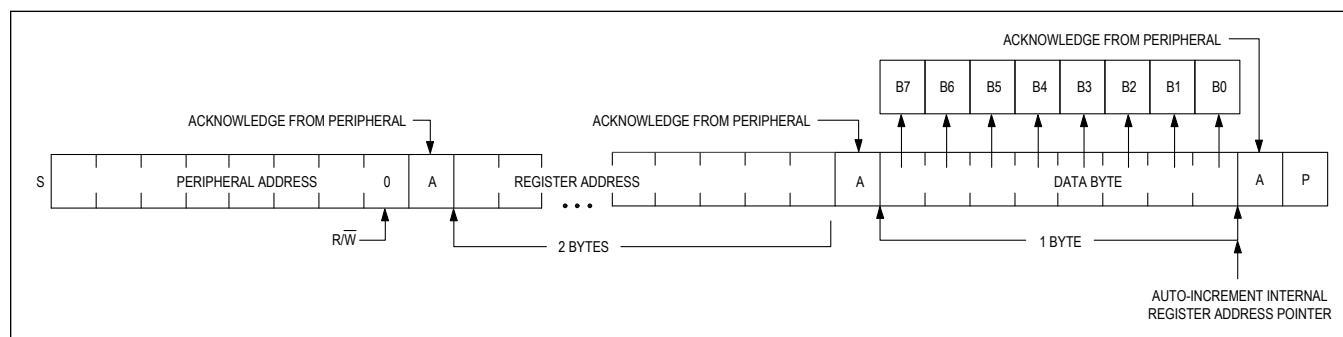 ACKNOWLEDGE FROM PERIPHERAL
B7 B6 B5 B4 B3 B2 B1 B0
ACKNOWLEDGE FROM PERIPHERAL ACKNOWLEDGE FROM PERIPHERAL
S PERIPHERAL ADDRESS 0 A REGISTER ADDRESS A DATA BYTE A P
R/W̅ 2 BYTES 1 BYTE
AUTO-INCREMENT INTERNAL
REGISTER ADDRESS POINTER